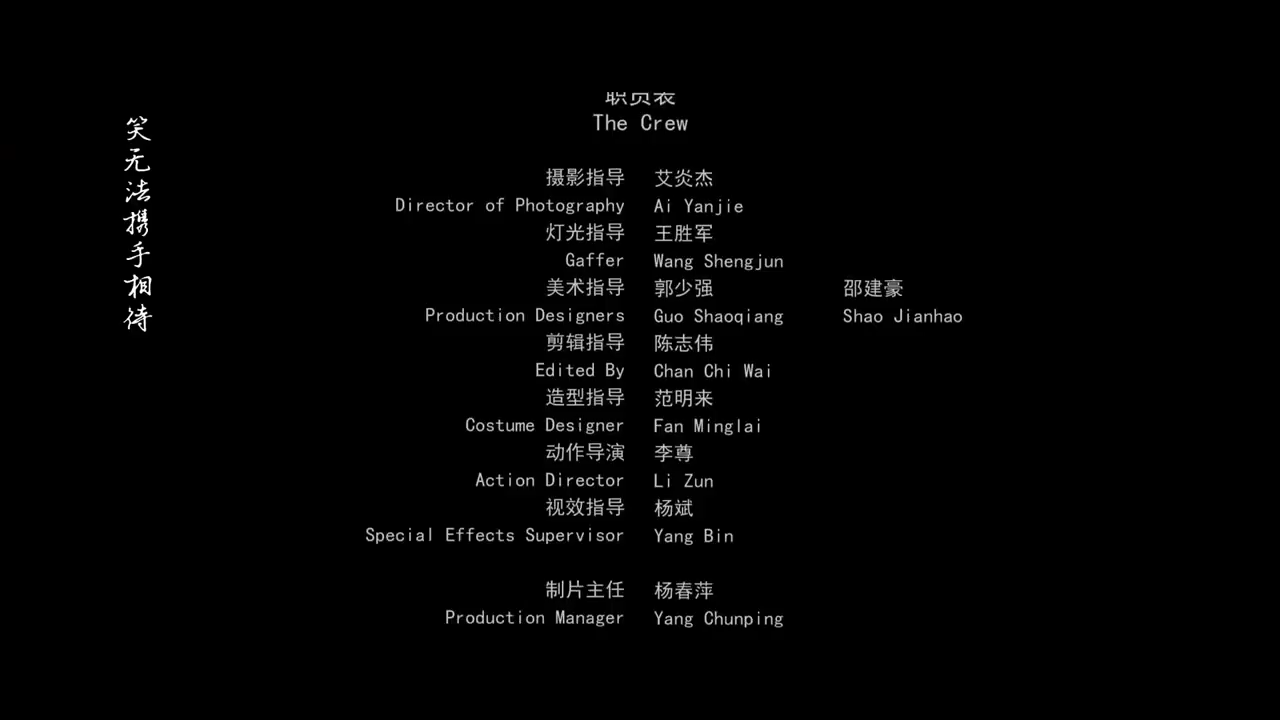 笑无法携手相待
职员表
The Crew
摄影指导 艾炎杰
Director of Photography Ai Yanjie
灯光指导 王胜军
Gaffer Wang Shengjun
美术指导 郭少强 邵建豪
Production Designers Guo Shaoqiang Shao Jianhao
剪辑指导 陈志伟
Edited By Chan Chi Wai
造型指导 范明来
Costume Designer Fan Minglai
动作导演 李尊
Action Director Li Zun
视效指导 杨斌
Special Effects Supervisor Yang Bin
制片主任 杨春萍
Production Manager Yang Chunping